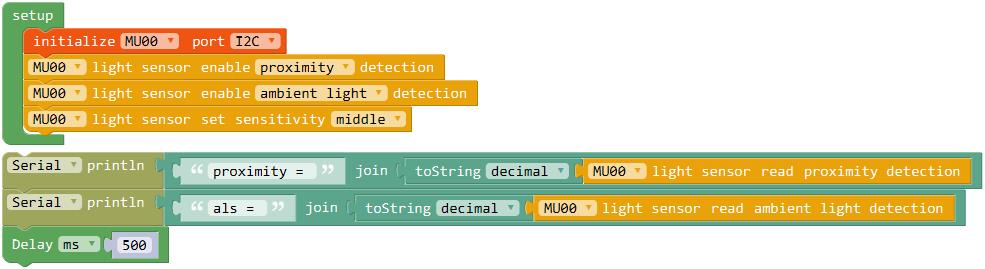 setup
initialize MU00 port I2C
MU00 light sensor enable proximity detection
MU00 light sensor enable ambient light detection
MU00 light sensor set sensitivity middle
Serial println “ proximity = ” join toString decimal MU00 light sensor read proximity detection
Serial println “ als = ” join toString decimal MU00 light sensor read ambient light detection
Delay ms 500